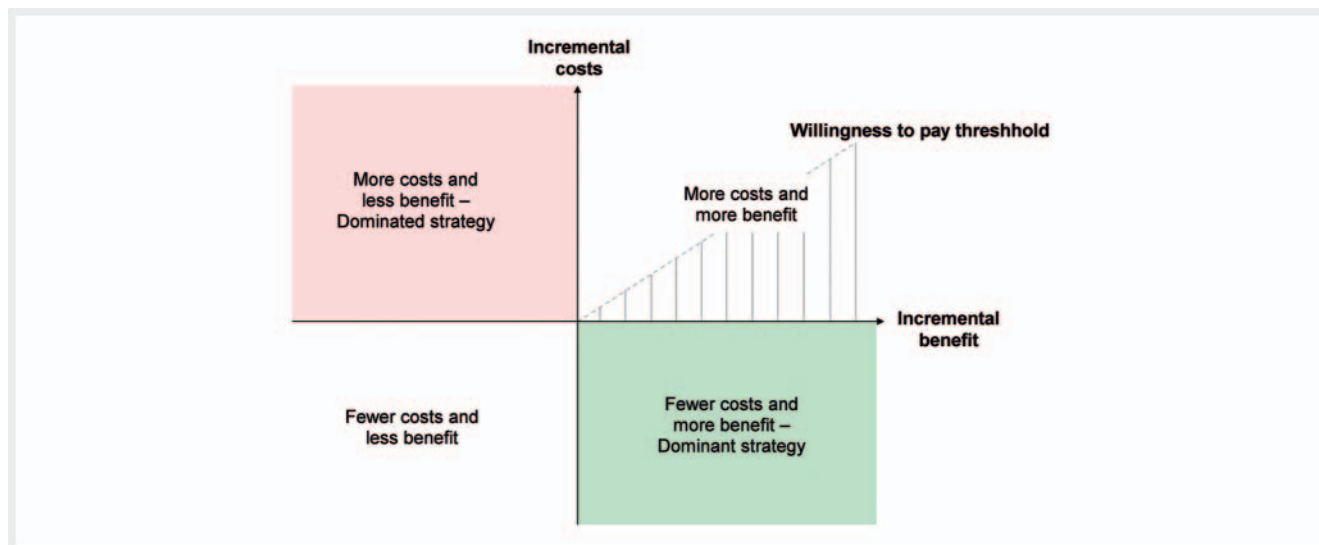 Incremental
costs
Willingness to pay threshhold
More costs and
less benefit –
Dominated strategy
More costs and
more benefit
Incremental
benefit
Fewer costs and
less benefit
Fewer costs and
more benefit –
Dominant strategy